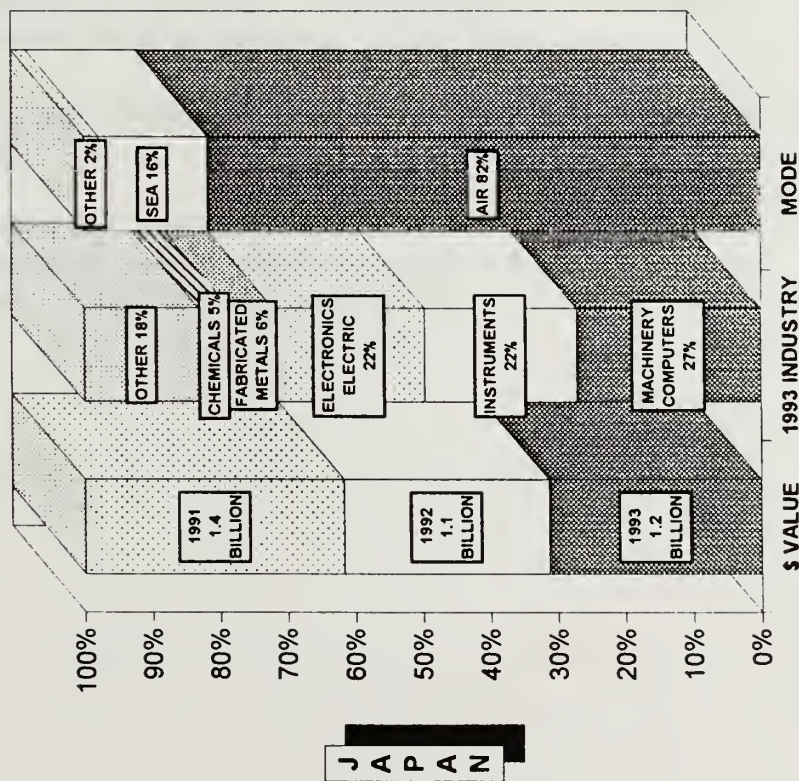 J
A
P
A
N
100%
90%
80%
70%
60%
50%
40%
30%
20%
10%
0%
1991
1.4
BILLION
1992
1.1
BILLION
1993
1.2
BILLION
$ VALUE
OTHER 18%
CHEMICALS 5%
FABRICATED
METALS 6%
ELECTRONICS
ELECTRIC
22%
INSTRUMENTS
22%
MACHINERY
COMPUTERS
27%
1993 INDUSTRY
OTHER 2%
SEA 16%
AIR 82%
MODE